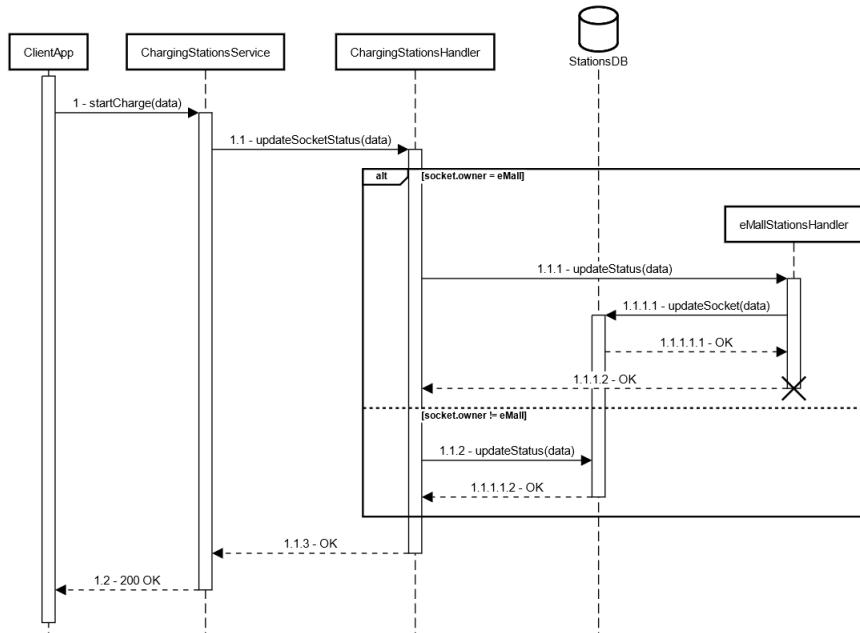 ClientApp
ChargingStationsService
ChargingStationsHandler
StationsDB
1 - startCharge(data)
1.1 - updateSocketStatus(data)
alt
[socket.owner = eMall]
eMallStationsHandler
1.1.1 - updateStatus(data)
1.1.1.1 - updateSocket(data)
1.1.1.1.1 - OK
1.1.1.2 - OK
[socket.owner != eMall]
1.1.2 - updateStatus(data)
1.1.1.1.2 - OK
1.1.3 - OK
1.2 - 200 OK